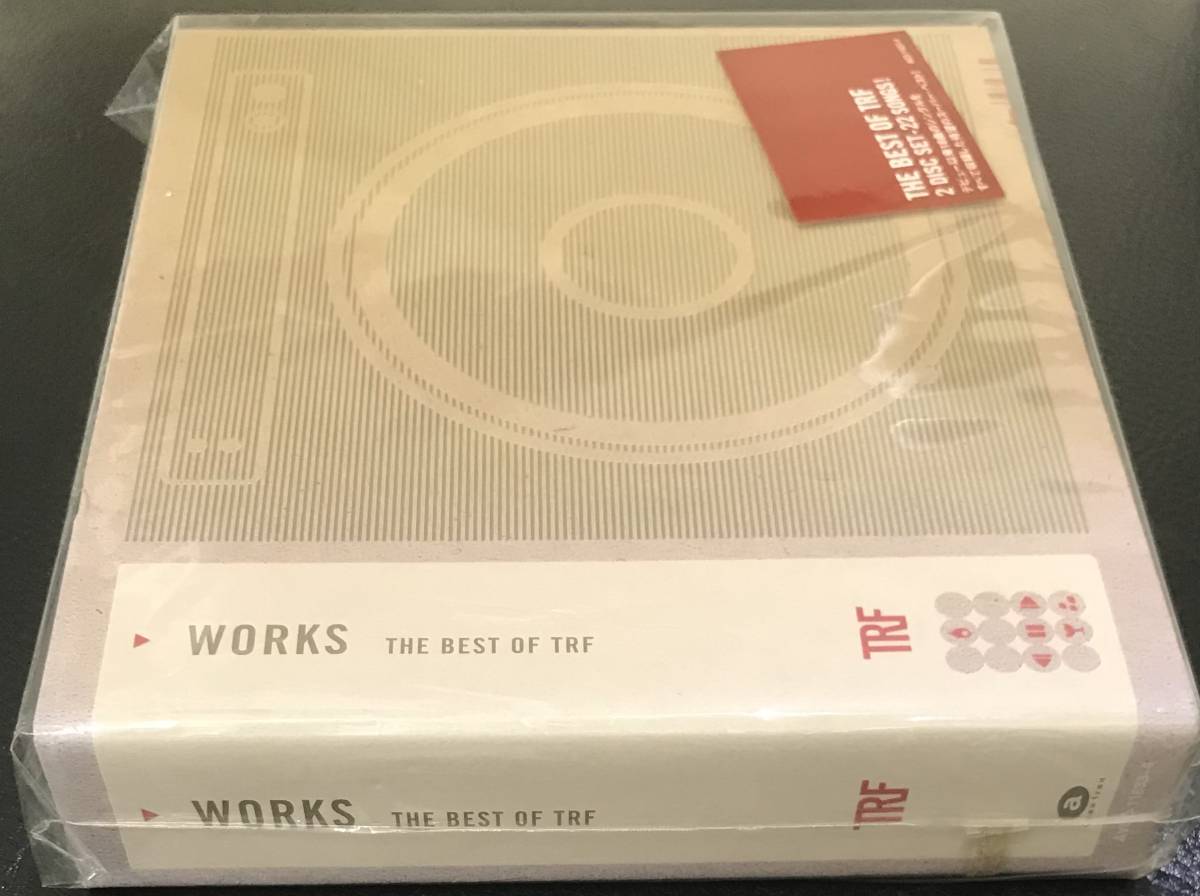 THE BEST OF TRF
2 DISC SET・22 SONGS!
WORKS THE BEST OF TRF
TRF
WORKS THE BEST OF TRF
TRF
a